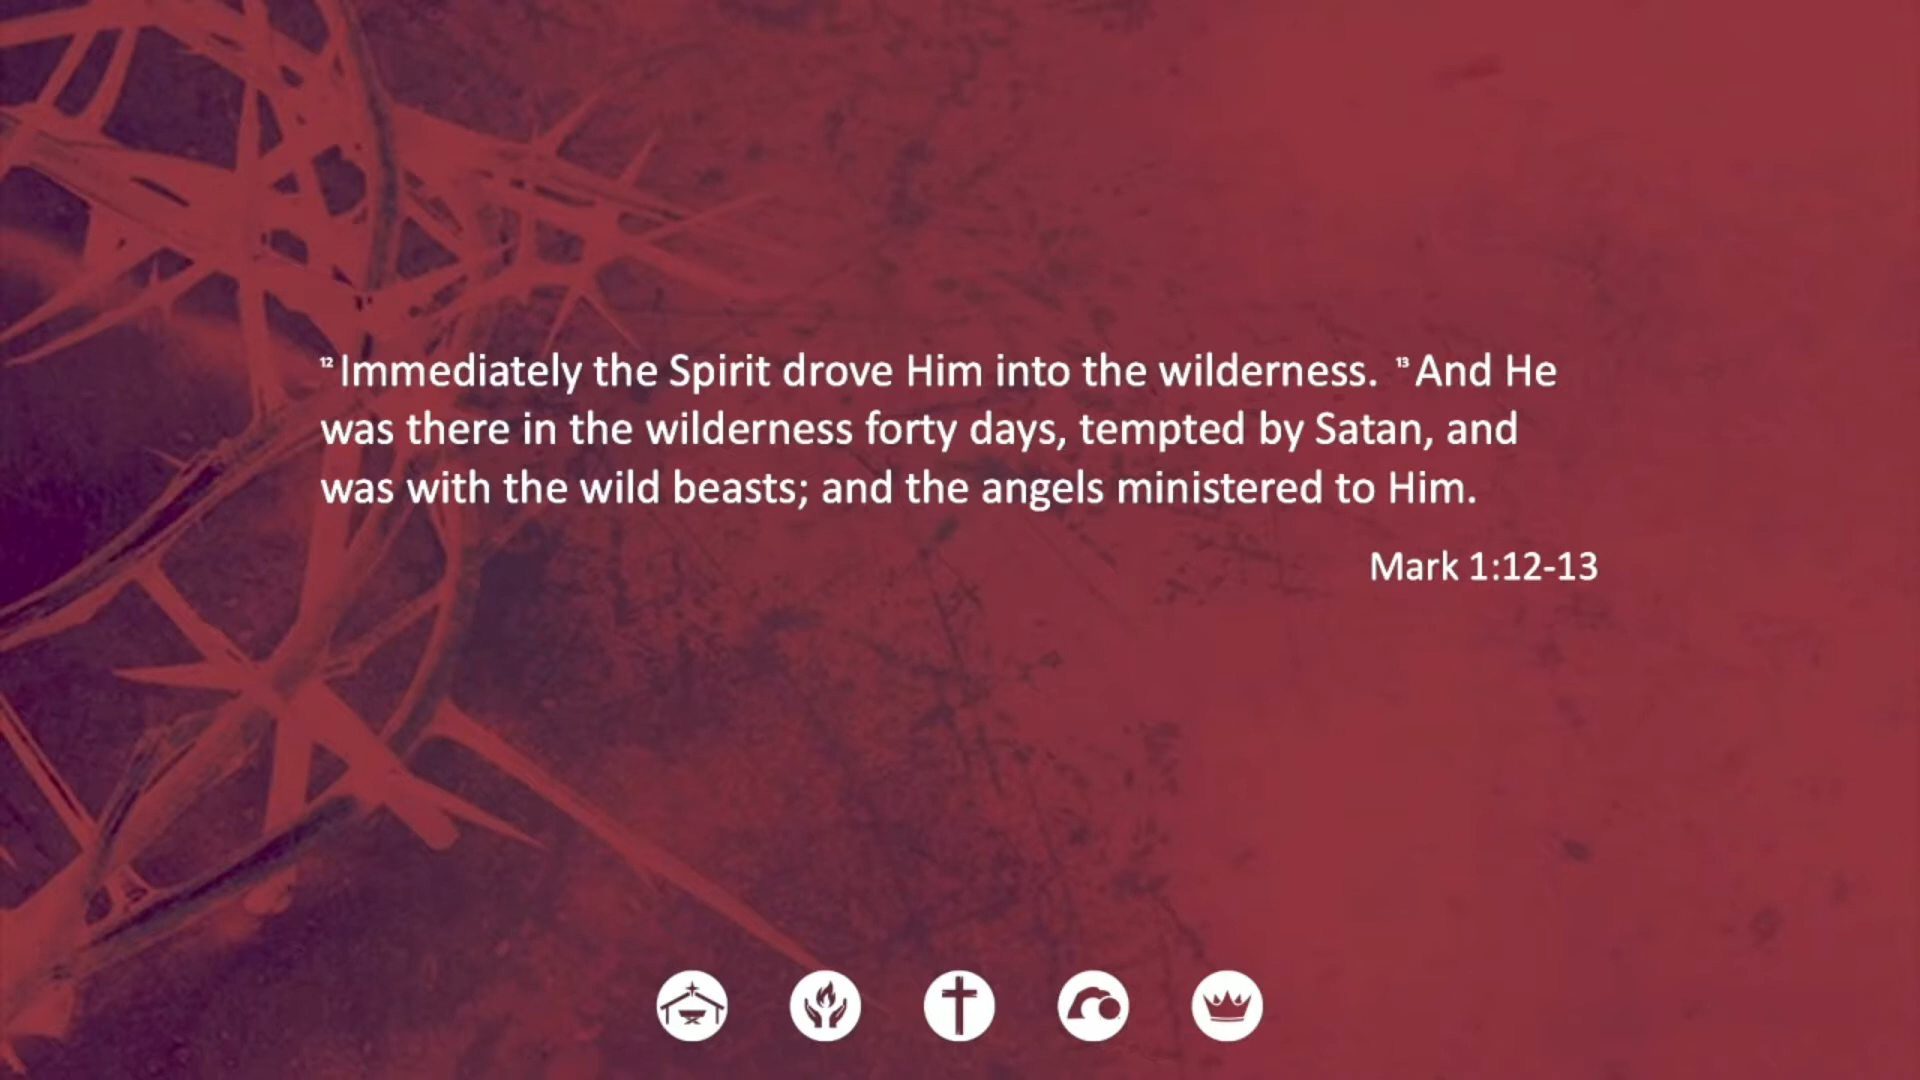 12 Immediately the Spirit drove Him into the wilderness. 13 And He
was there in the wilderness forty days, tempted by Satan, and
was with the wild beasts; and the angels ministered to Him.
Mark 1:12-13